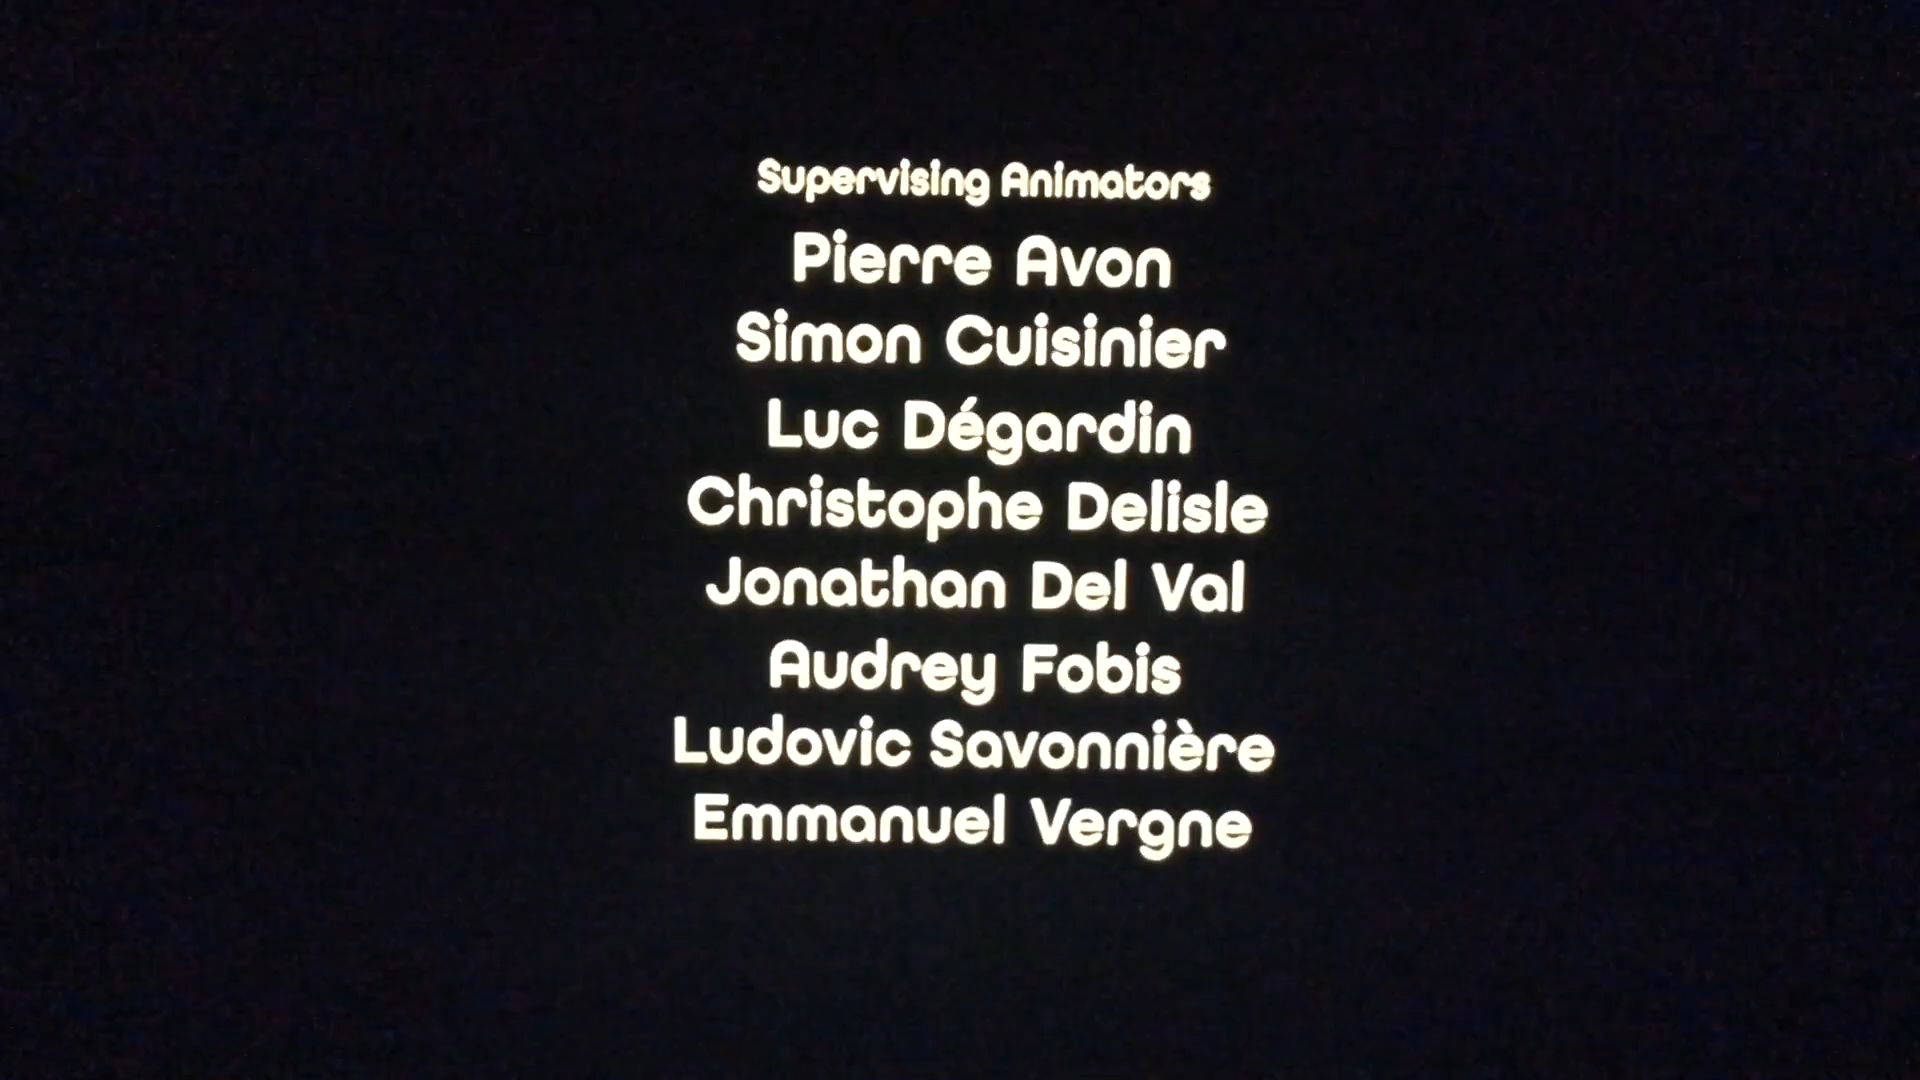 Supervising Animators
Pierre Avon
Simon Cuisinier
Luc Dégardin
Christophe Delisle
Jonathan Del Val
Audrey Fobis
Ludovic Savonnière
Emmanuel Vergne